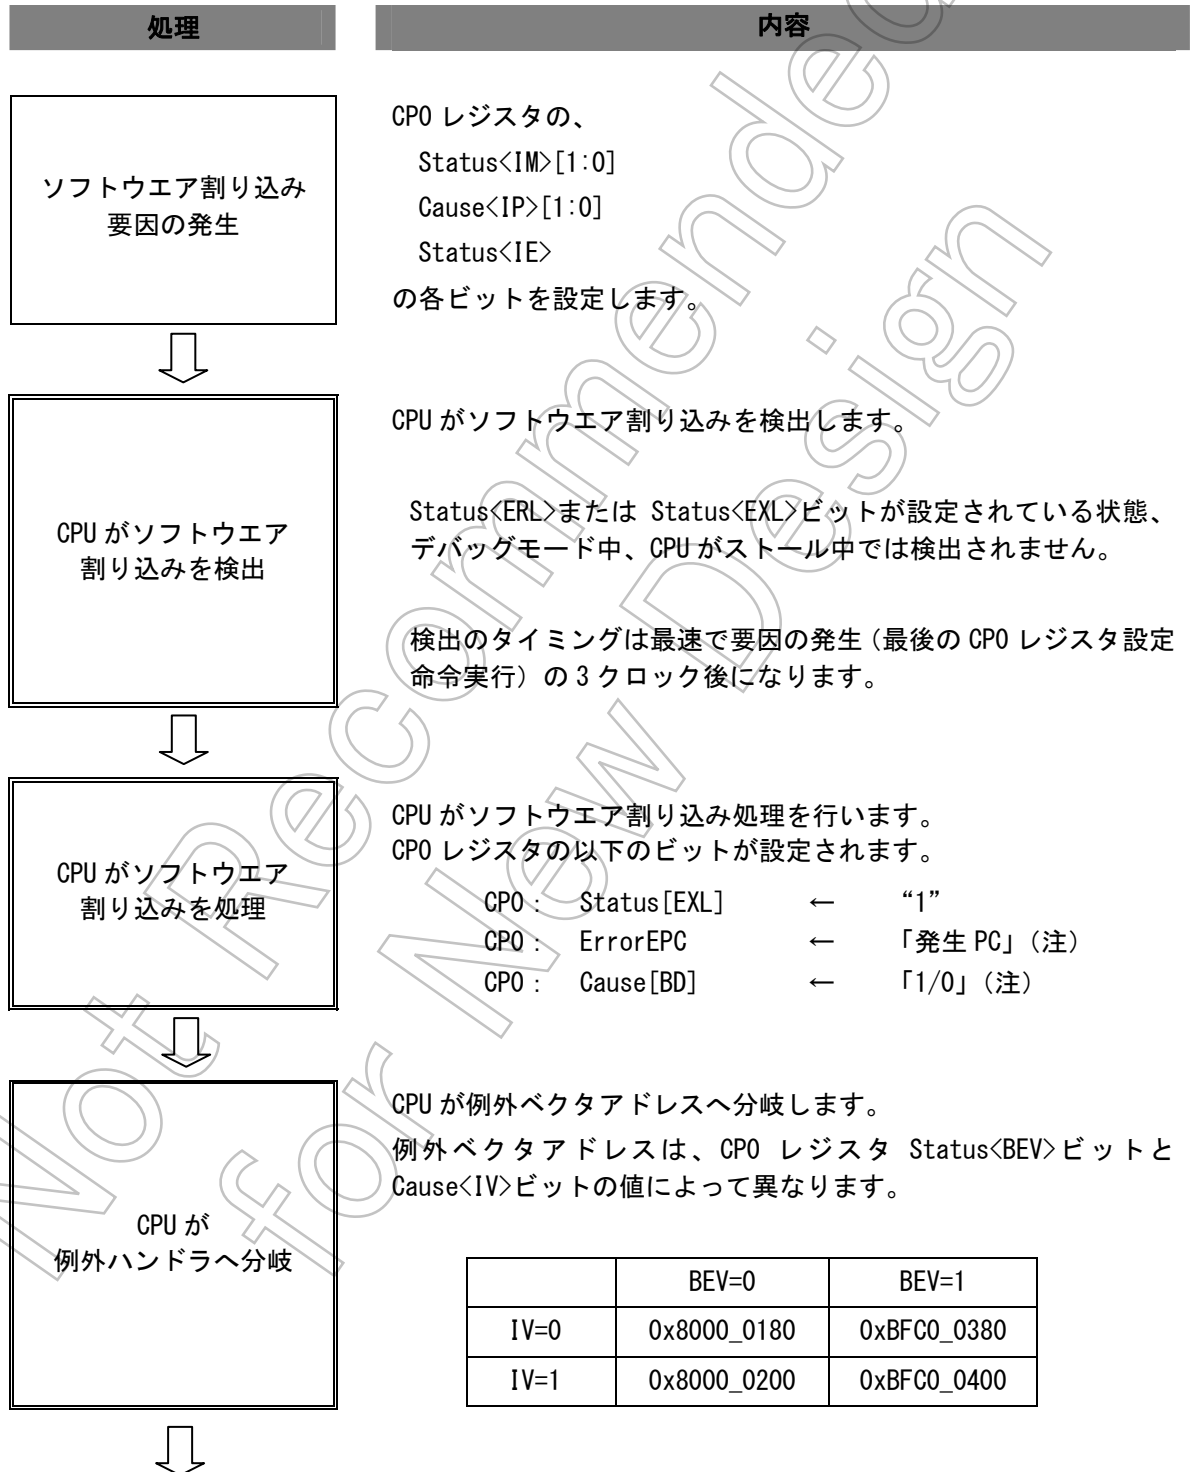 処理
内容
ソフトウエア割り込み
要因の発生
CP0 レジスタの、
Status<IM>[1:0]
Cause<IP>[1:0]
Status<IE>
の各ビットを設定します。
CPU がソフトウエア
割り込みを検出
CPU がソフトウエア割り込みを検出します。
Status<ERL>または Status<EXL>ビットが設定されている状態、
デバッグモード中、CPU がストール中では検出されません。
検出のタイミングは最速で要因の発生（最後の CP0 レジスタ設定
命令実行）の 3 クロック後になります。
CPU がソフトウエア
割り込みを処理
CPU がソフトウエア割り込み処理を行います。
CP0 レジスタの以下のビットが設定されます。
CP0： Status[EXL] ← “1”
CP0： ErrorEPC ← 「発生 PC」（注）
CP0： Cause[BD] ← 「1/0」（注）
CPU が
例外ハンドラへ分岐
CPU が例外ベクタアドレスへ分岐します。
例外ベクタアドレスは、CP0 レジスタ Status<BEV>ビットと
Cause<IV>ビットの値によって異なります。
BEV=0 BEV=1
IV=0 0x8000_0180 0xBFC0_0380
IV=1 0x8000_0200 0xBFC0_0400
Not Recommended
for New Design